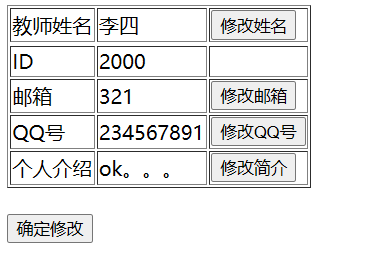 教师姓名 李四 修改姓名
ID 2000
邮箱 321 修改邮箱
QQ号 234567891 修改QQ号
个人介绍 ok。。。 修改简介
确定修改